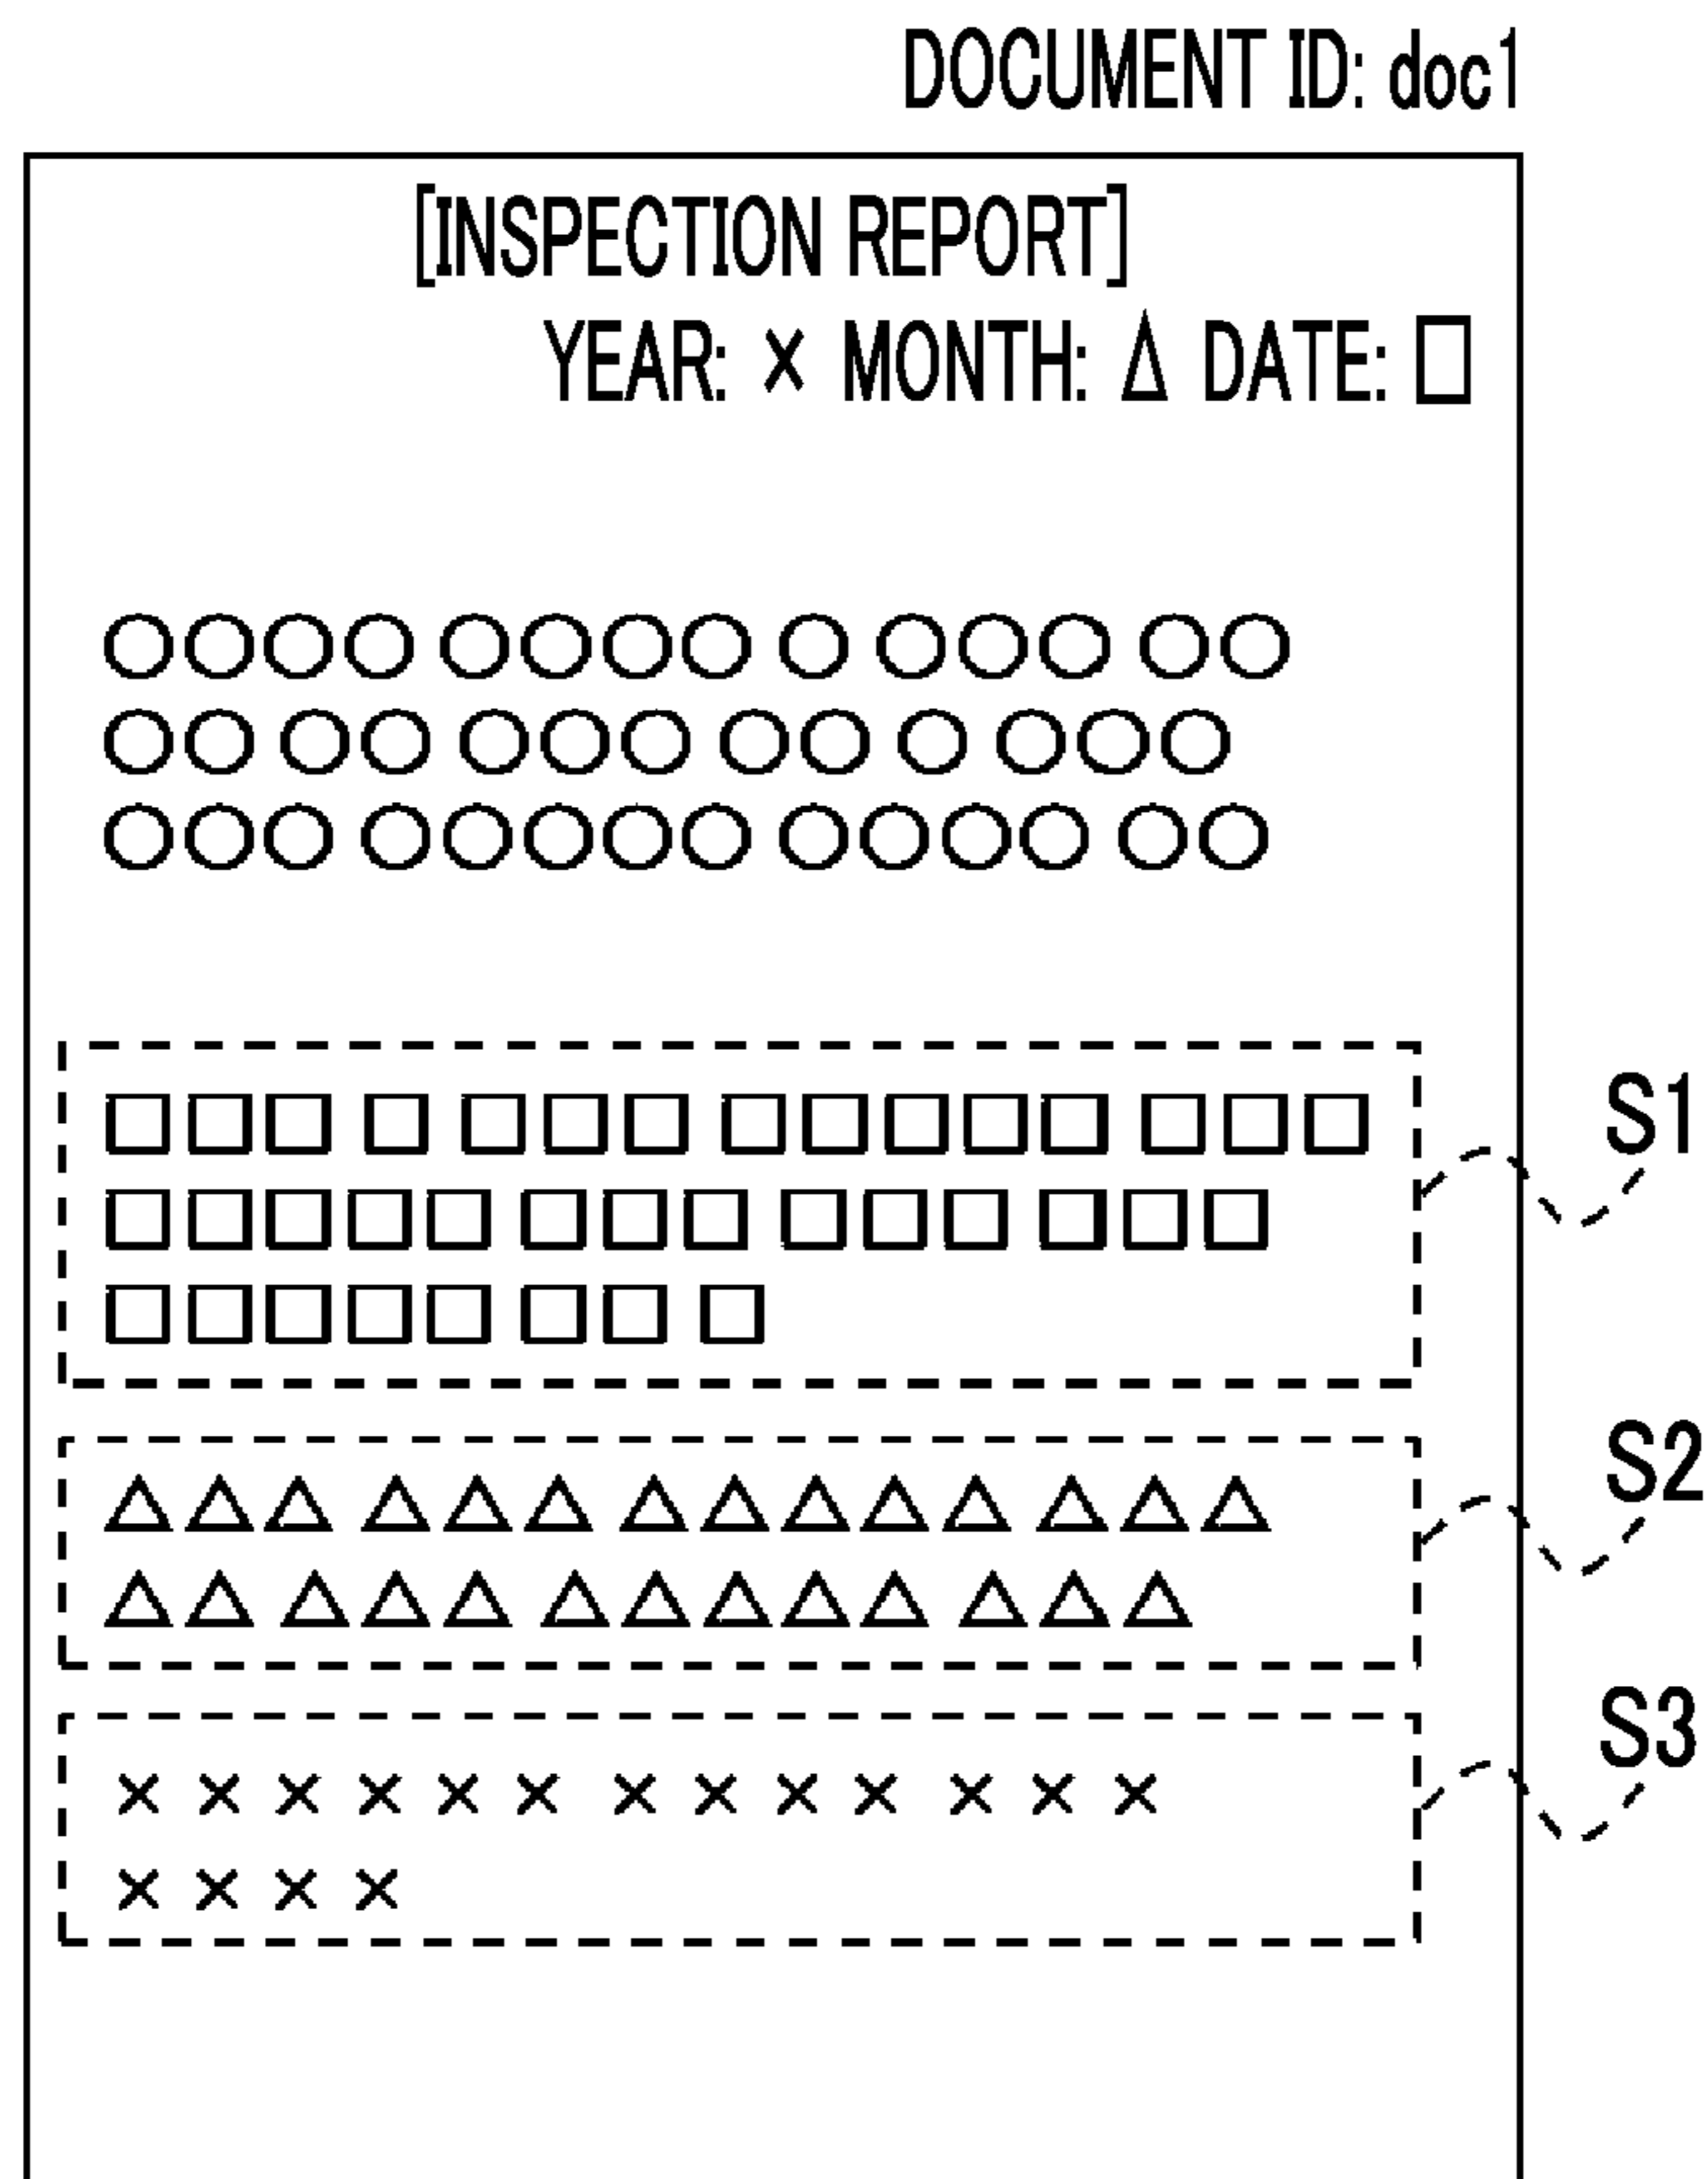 DOCUMENT ID: doc1
[INSPECTION REPORT]
YEAR: × MONTH: △ DATE: □
○○○○ ○○○○ ○ ○○○ ○○
○○ ○○ ○○○ ○○ ○ ○○○
○○○ ○○○○○ ○○○○ ○○
□□□ □ □□□ □□□□□ □□□
S1
□□□□□ □□□ □□□ □□□
□□□□□ □□ □
S2
△△△ △△△ △△△△△ △△△
△△ △△△ △△△△△ △△△
S3
×××××× ×××× ×××
××××